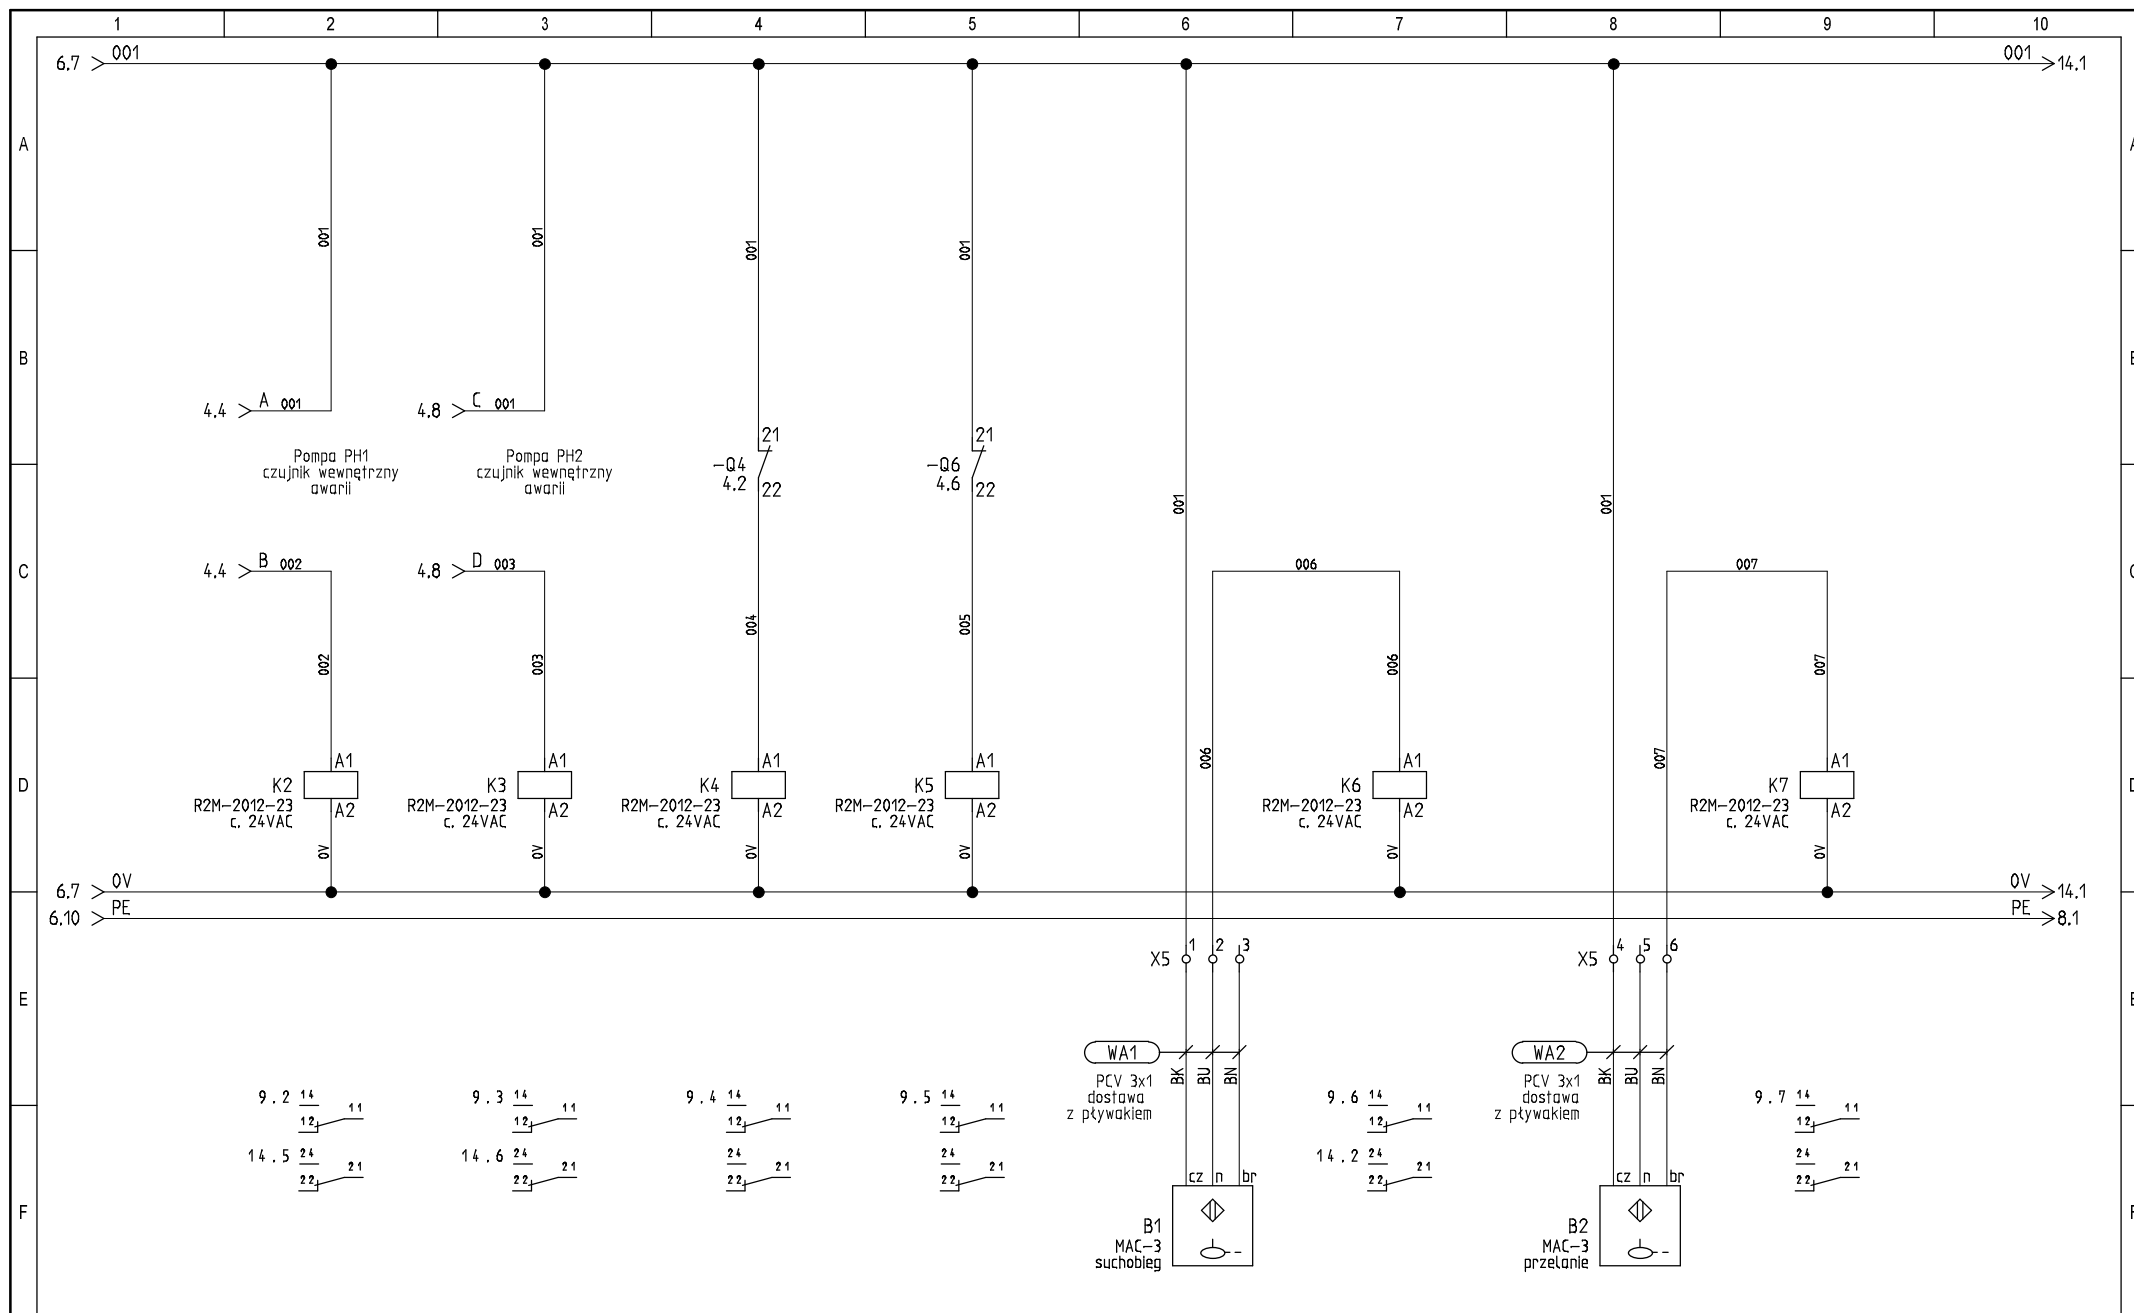 1 2 3 4 5 6 7 8 9 10
6.7 001 001 14.1
A A
001 001 001 001
B
4.4 A 001 4.8 C 001
21 21
Pompa PH1
czujnik wewnętrzny
awarii
Pompa PH2
czujnik wewnętrzny
awarii
-Q4
4.2
22
-Q6
4.6
22
001 001
C
4.4 B 002 4.8 D 003 006 007
002 003 004 005 006 007
006 007
D
K2
R2M-2012-23
c. 24VAC
A1
A2
0V
K3
R2M-2012-23
c. 24VAC
A1
A2
0V
K4
R2M-2012-23
c. 24VAC
A1
A2
0V
K5
R2M-2012-23
c. 24VAC
A1
A2
0V
K6
R2M-2012-23
c. 24VAC
A1
A2
0V
K7
R2M-2012-23
c. 24VAC
A1
A2
0V
6.7 0V 0V 14.1
6.10 PE PE 8.1
X5 1 2 3 X5 4 5 6
E
WA1
PCV 3x1
dostawa
z pływakiem
BK BU BN
WA2
PCV 3x1
dostawa
z pływakiem
BK BU BN
9.2 14
12 11
14.5 24
22 21
9.3 14
12 11
14.6 24
22 21
9.4 14
12 11
24
22 21
9.5 14
12 11
24
22 21
9.6 14
12 11
14.2 24
22 21
9.7 14
12 11
24
22 21
F
cz n br
B1
MAC-3
suchobieg
cz n br
B2
MAC-3
przelanie